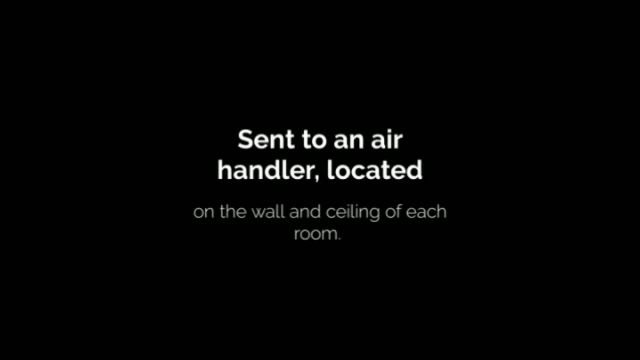 Sent to an air
handler, located
on the wall and ceiling of each
room.